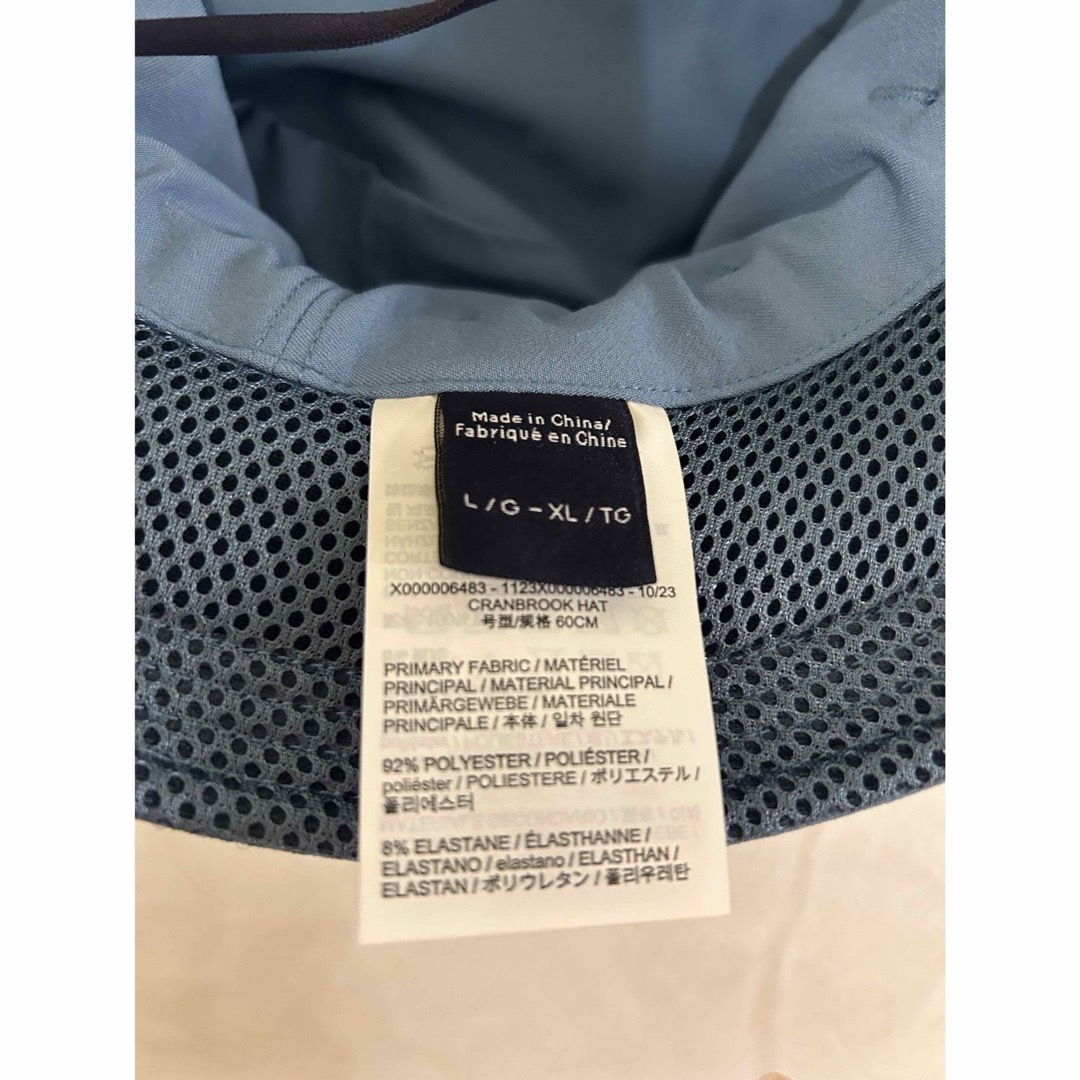 Made in China/
Fabriqué en Chine
L / G - XL / TG
X000006483 - 1123X000006483 - 10/23
CRANBROOK HAT
号型/规格 60CM
PRIMARY FABRIC / MATÉRIEL
PRINCIPAL / MATERIAL PRINCIPAL /
PRIMÄRGEWEBE / MATERIALE
PRINCIPALE / 本体 / 일차 원단
92% POLYESTER / POLIÉSTER /
poliéster / POLIESTERE / ポリエステル /
폴리에스터
8% ELASTANE / ÉLASTHANNE /
ELASTANO / elastano / ELASTHAN /
ELASTAN / ポリウレタン / 폴리우레탄